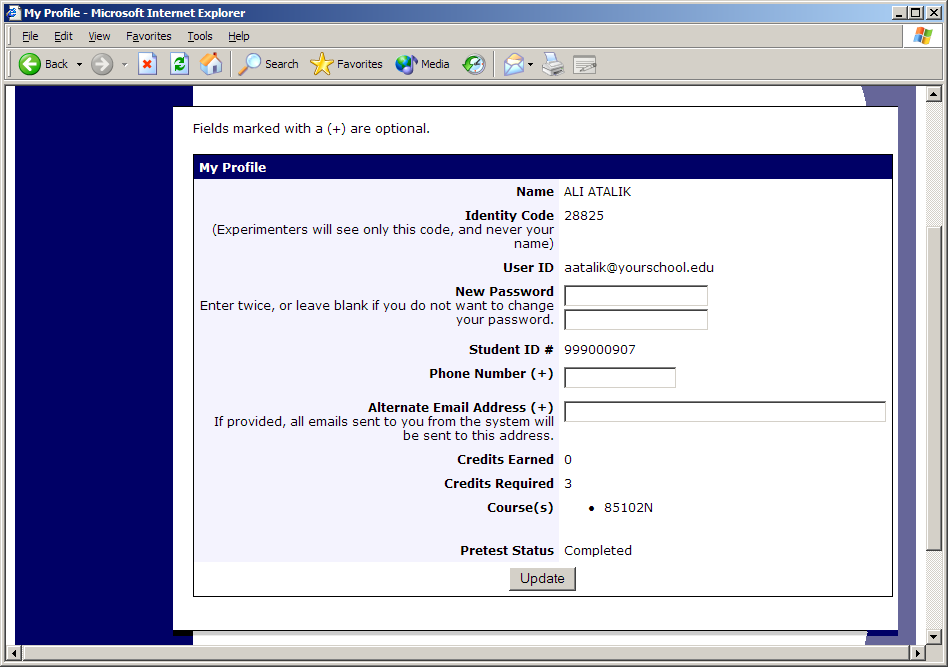 My Profile - Microsoft Internet Explorer
File Edit View Favorites Tools Help
Back Search Favorites Media
Fields marked with a (+) are optional.
My Profile
Name ALI ATALIK
Identity Code 28825
(Experimenters will see only this code, and never your
name)
User ID aatalik@yourschool.edu
New Password
Enter twice, or leave blank if you do not want to change
your password.
Student ID # 999000907
Phone Number (+)
Alternate Email Address (+)
If provided, all emails sent to you from the system will
be sent to this address.
Credits Earned 0
Credits Required 3
Course(s) • 85102N
Pretest Status Completed
Update